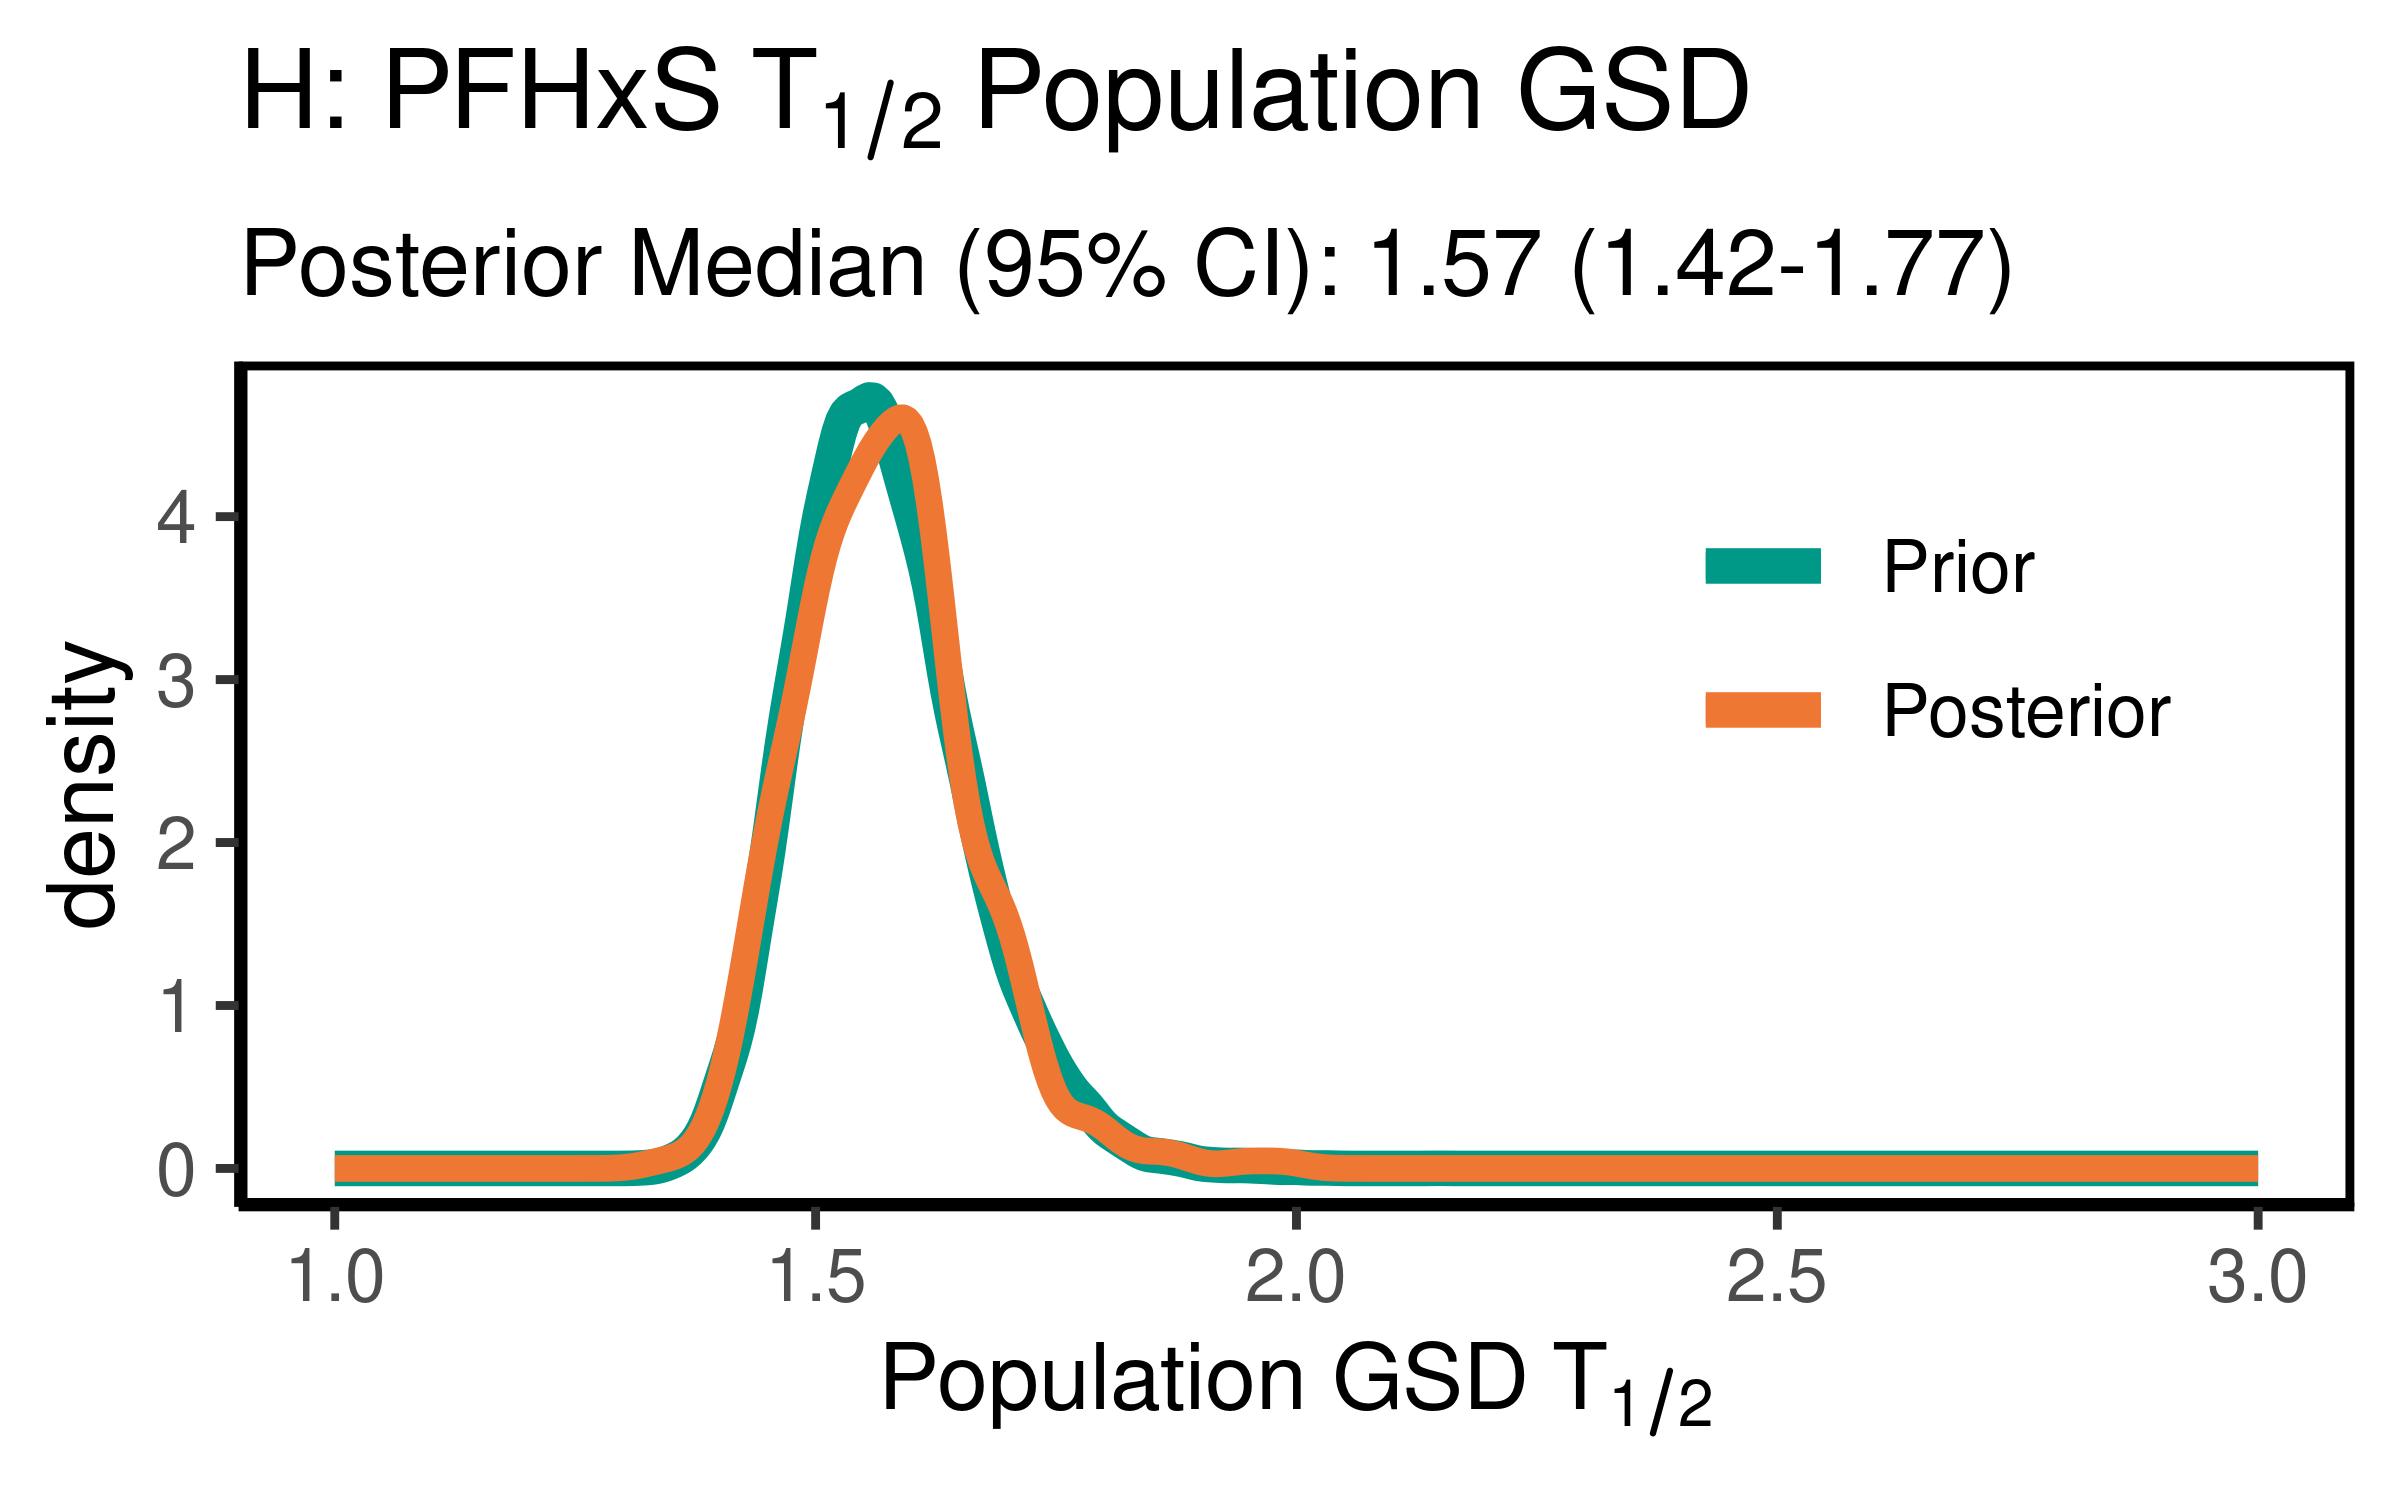 H: PFHxS T1/2 Population GSD
Posterior Median (95% CI): 1.57 (1.42-1.77)
density
4
3
2
1
0
Prior
Posterior
1.0 1.5 2.0 2.5 3.0
Population GSD T1/2